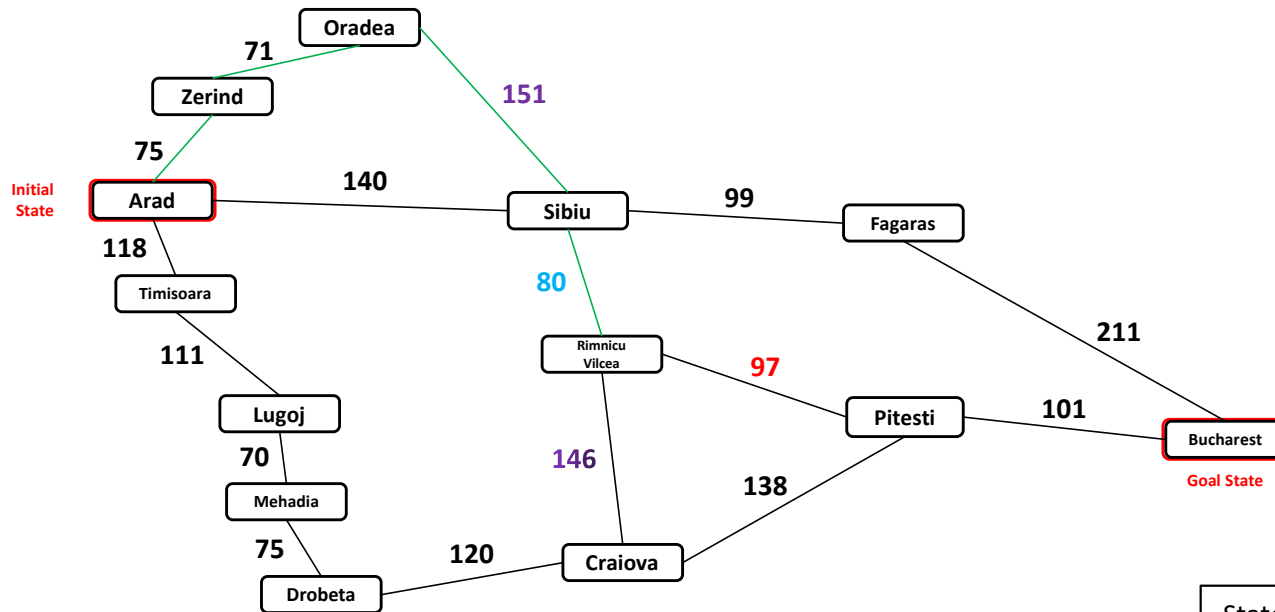 Oradea
71
Zerind
151
75
Initial
State
Arad
140
Sibiu
99
Fagaras
118
Timisoara
80
111
Rimnicu
Vilcea
97
211
Lugoj
Pitesti
101
Bucharest
70
146
Goal State
Mehadia
138
75
120
Craiova
Drobeta
State